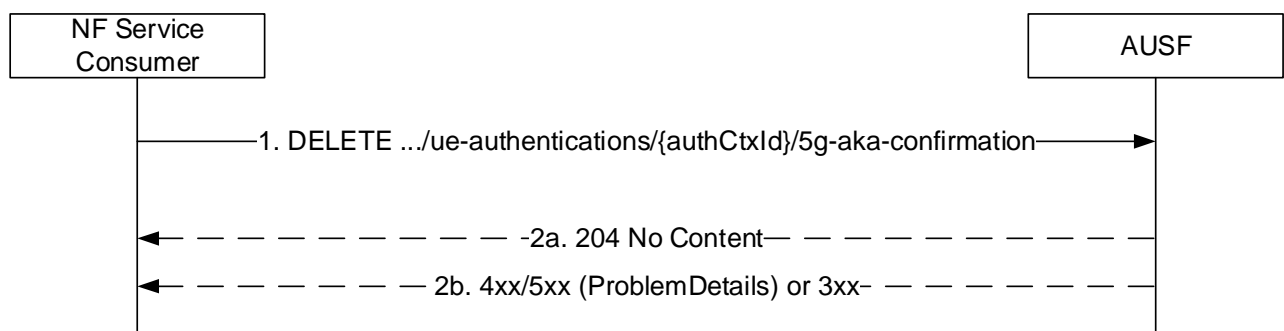 NF Service
Consumer
AUSF
1. DELETE .../ue-authentications/{authCtxId}/5g-aka-confirmation
2a. 204 No Content
2b. 4xx/5xx (ProblemDetails) or 3xx